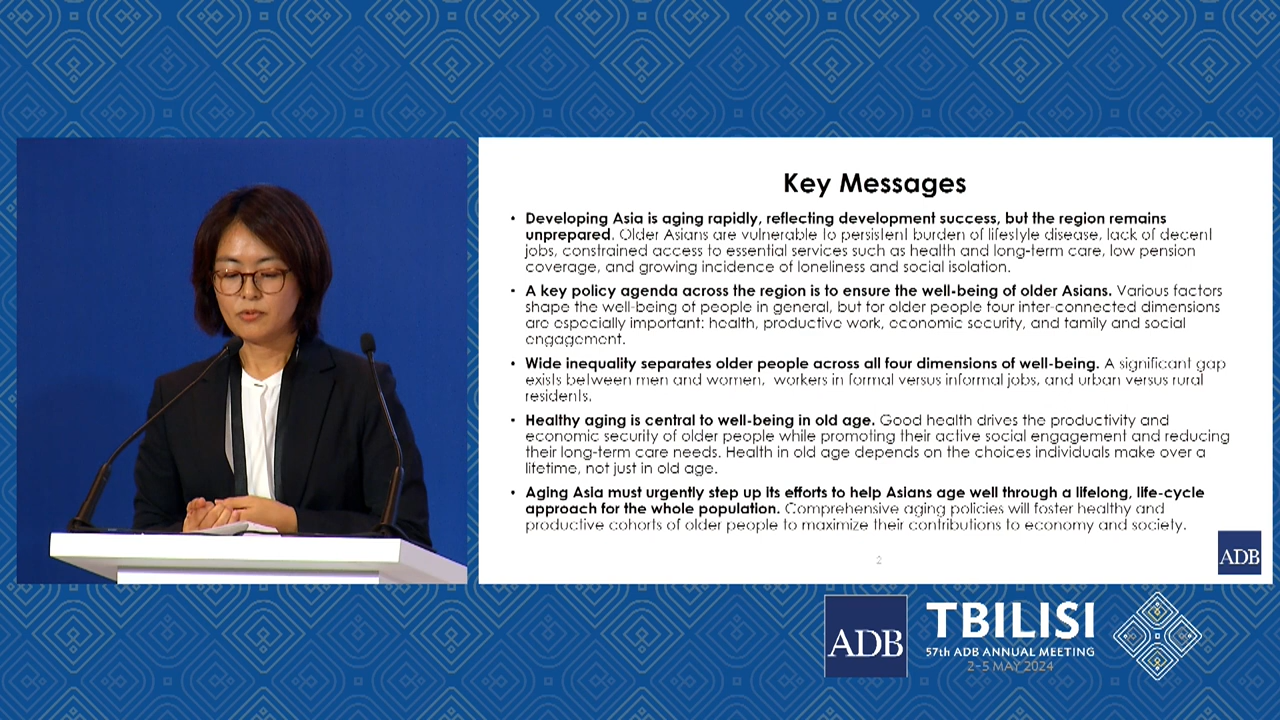 Key Messages
• Developing Asia is aging rapidly, reflecting development success, but the region remains
unprepared. Older Asians are vulnerable to persistent burden of lifestyle disease, lack of decent
jobs, constrained access to essential services such as health and long-term care, low pension
coverage, and growing incidence of loneliness and social isolation.
• A key policy agenda across the region is to ensure the well-being of older Asians. Various factors
shape the well-being of people in general, but for older people four inter-connected dimensions
are especially important: health, productive work, economic security, and family and social
engagement.
• Wide inequality separates older people across all four dimensions of well-being. A significant gap
exists between men and women, workers in formal versus informal jobs, and urban versus rural
residents.
• Healthy aging is central to well-being in old age. Good health drives the productivity and
economic security of older people while promoting their active social engagement and reducing
their long-term care needs. Health in old age depends on the choices individuals make over a
lifetime, not just in old age.
• Aging Asia must urgently step up its efforts to help Asians age well through a lifelong, life-cycle
approach for the whole population. Comprehensive aging policies will foster healthy and
productive cohorts of older people to maximize their contributions to economy and society.
2
ADB
ADB
TBILISI
57th ADB ANNUAL MEETING
2–5 MAY 2024